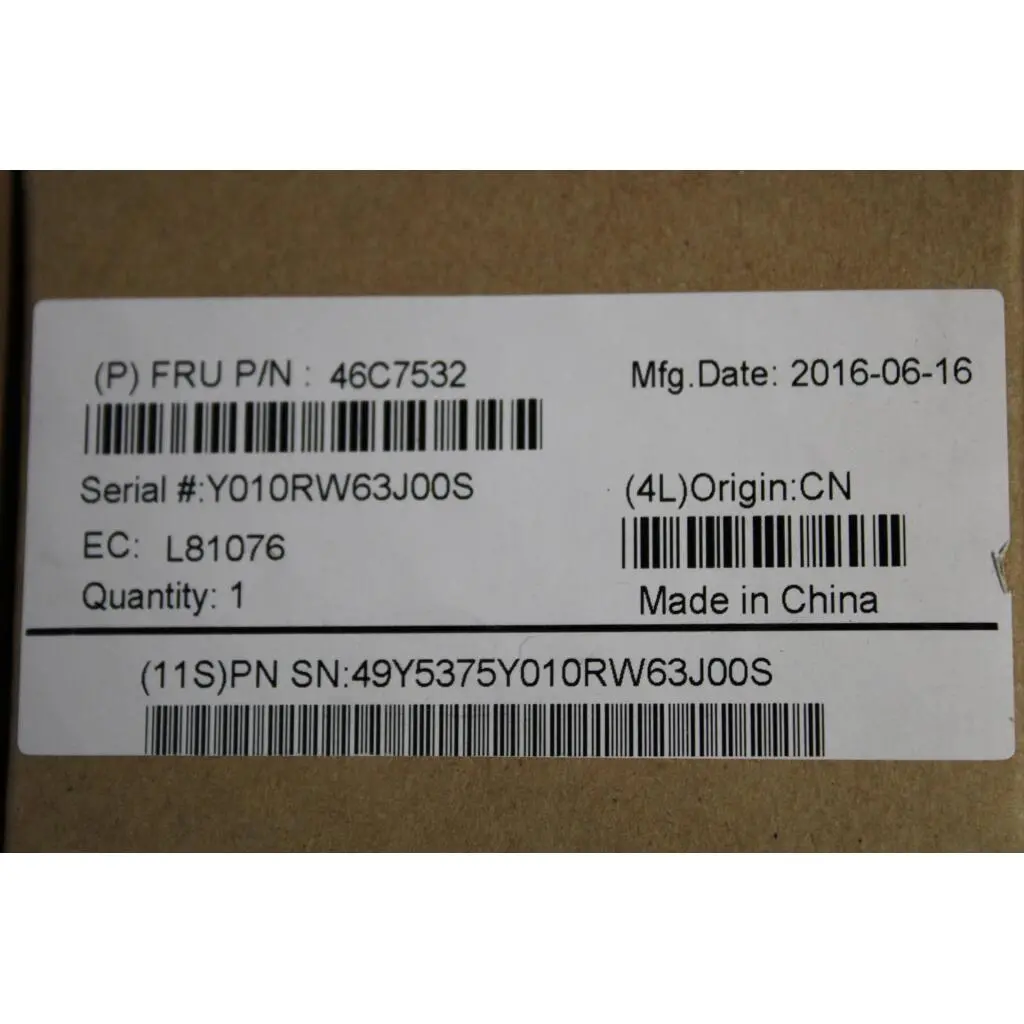 (P) FRU P/N : 46C7532
Mfg.Date: 2016-06-16
Serial #:Y010RW63J00S
(4L)Origin:CN
EC: L81076
Quantity: 1
Made in China
(11S)PN SN:49Y5375Y010RW63J00S